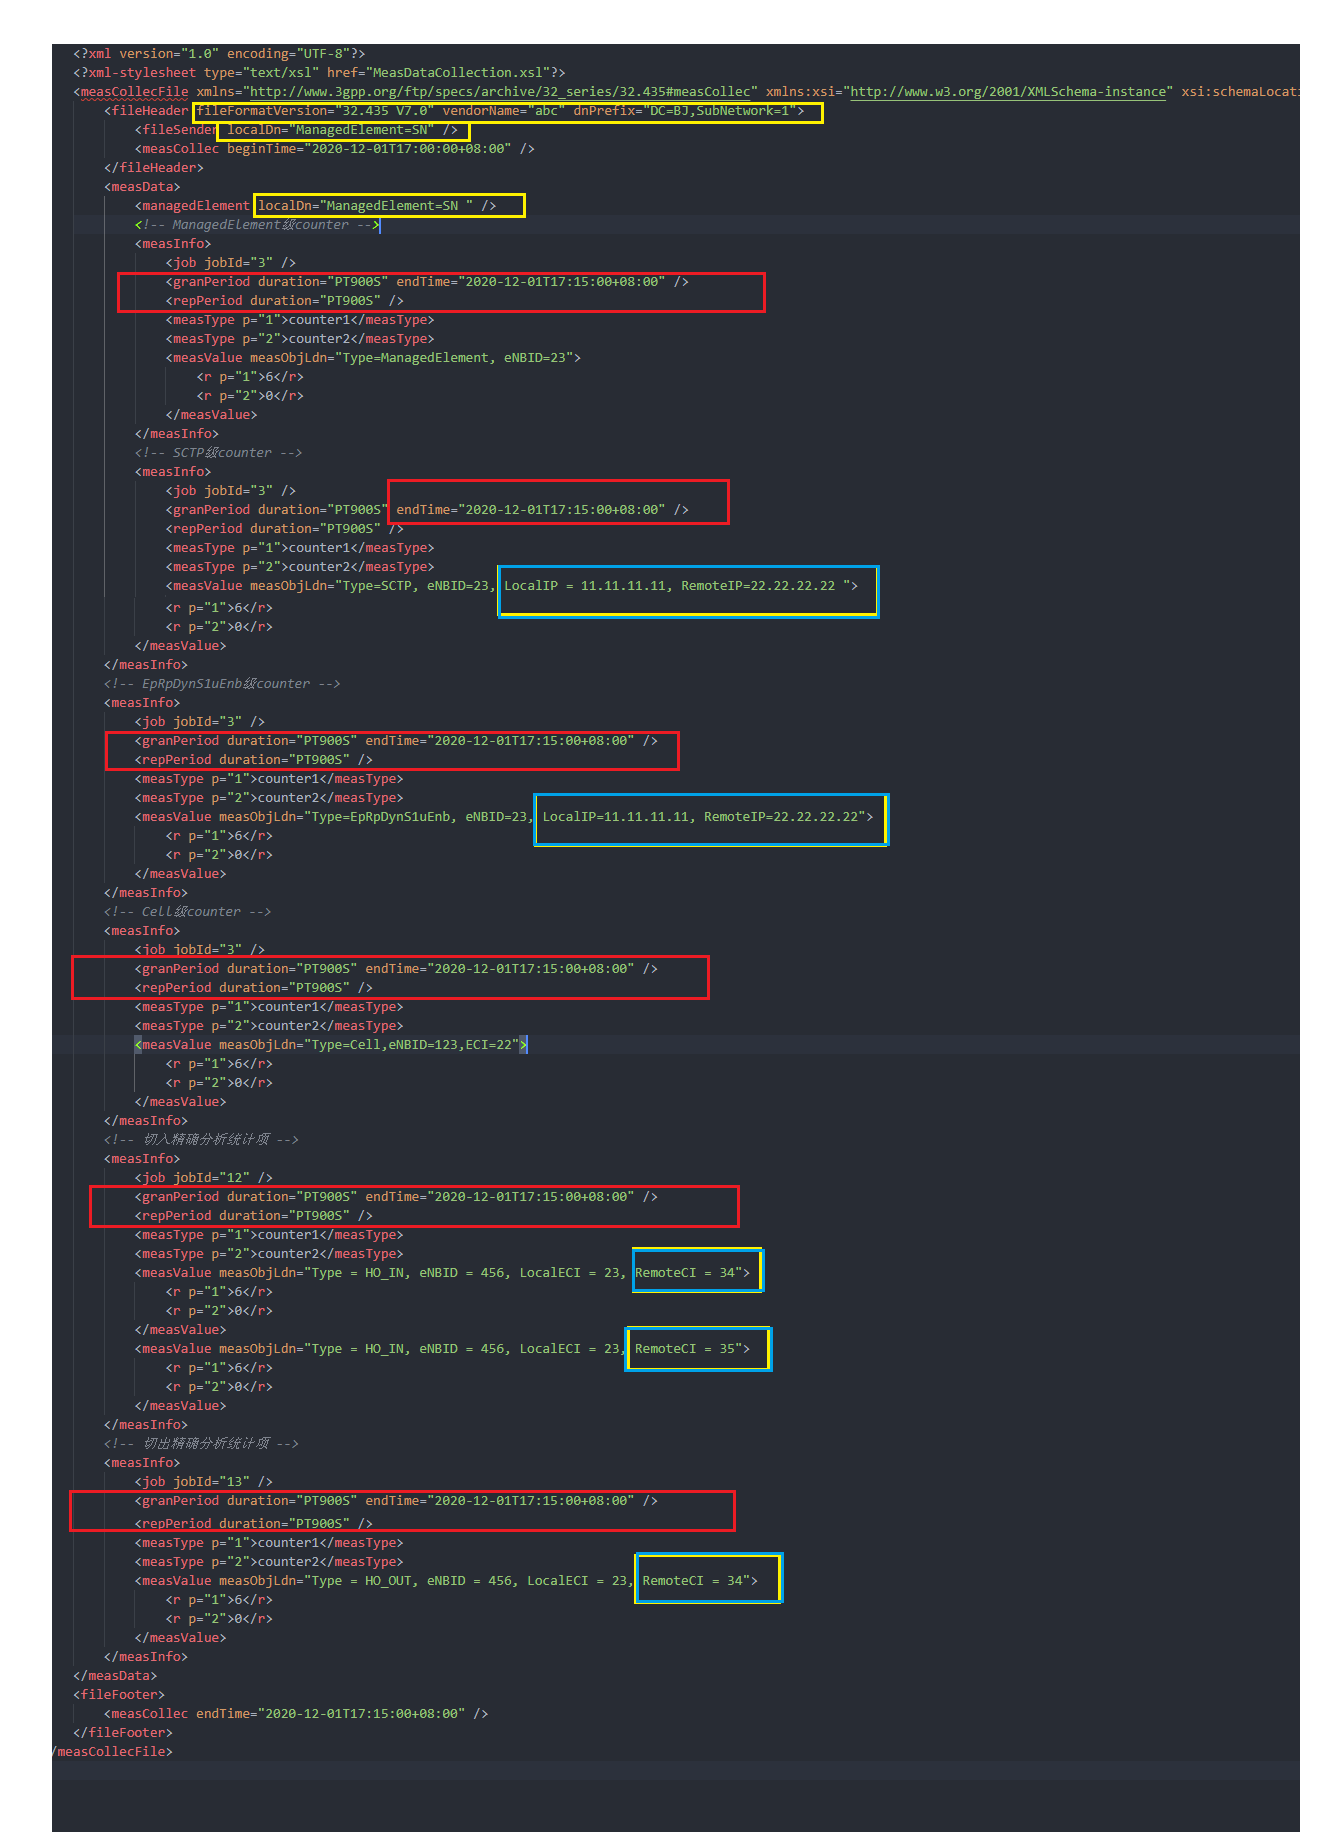 <?xml version="1.0" encoding="UTF-8"?>
<?xml-stylesheet type="text/xsl" href="MeasDataCollection.xsl"?>
<measCollecFile xmlns="http://www.3gpp.org/ftp/specs/archive/32_series/32.435#measCollec" xmlns:xsi="http://www.w3.org/2001/XMLSchema-instance" xsi:schemaLocati
<fileHeader fileFormatVersion="32.435 V7.0" vendorName="abc" dnPrefix="DC=BJ,SubNetwork=1">
<fileSender localDn="ManagedElement=SN" />
<measCollec beginTime="2020-12-01T17:00:00+08:00" />
</fileHeader>
<measData>
<managedElement localDn="ManagedElement=SN " />
<!-- ManagedElement级counter -->
<measInfo>
<job jobId="3" />
<granPeriod duration="PT900S" endTime="2020-12-01T17:15:00+08:00" />
<repPeriod duration="PT900S" />
<measType p="1">counter1</measType>
<measType p="2">counter2</measType>
<measValue measObjLdn="Type=ManagedElement, eNBID=23">
<r p="1">6</r>
<r p="2">0</r>
</measValue>
</measInfo>
<!-- SCTP级counter -->
<measInfo>
<job jobId="3" />
<granPeriod duration="PT900S" endTime="2020-12-01T17:15:00+08:00" />
<repPeriod duration="PT900S" />
<measType p="1">counter1</measType>
<measType p="2">counter2</measType>
<measValue measObjLdn="Type=SCTP, eNBID=23, LocalIP = 11.11.11.11, RemoteIP=22.22.22.22 ">
<r p="1">6</r>
<r p="2">0</r>
</measValue>
</measInfo>
<!-- EpRpDynS1uEnb级counter -->
<measInfo>
<job jobId="3" />
<granPeriod duration="PT900S" endTime="2020-12-01T17:15:00+08:00" />
<repPeriod duration="PT900S" />
<measType p="1">counter1</measType>
<measType p="2">counter2</measType>
<measValue measObjLdn="Type=EpRpDynS1uEnb, eNBID=23, LocalIP=11.11.11.11, RemoteIP=22.22.22.22">
<r p="1">6</r>
<r p="2">0</r>
</measValue>
</measInfo>
<!-- Cell级counter -->
<measInfo>
<job jobId="3" />
<granPeriod duration="PT900S" endTime="2020-12-01T17:15:00+08:00" />
<repPeriod duration="PT900S" />
<measType p="1">counter1</measType>
<measType p="2">counter2</measType>
<measValue measObjLdn="Type=Cell,eNBID=123,ECI=22">
<r p="1">6</r>
<r p="2">0</r>
</measValue>
</measInfo>
<!-- 切入精确分析统计项 -->
<measInfo>
<job jobId="12" />
<granPeriod duration="PT900S" endTime="2020-12-01T17:15:00+08:00" />
<repPeriod duration="PT900S" />
<measType p="1">counter1</measType>
<measType p="2">counter2</measType>
<measValue measObjLdn="Type = HO_IN, eNBID = 456, LocalECI = 23, RemoteCI = 34">
<r p="1">6</r>
<r p="2">0</r>
</measValue>
<measValue measObjLdn="Type = HO_IN, eNBID = 456, LocalECI = 23, RemoteCI = 35">
<r p="1">6</r>
<r p="2">0</r>
</measValue>
</measInfo>
<!-- 切出精确分析统计项 -->
<measInfo>
<job jobId="13" />
<granPeriod duration="PT900S" endTime="2020-12-01T17:15:00+08:00" />
<repPeriod duration="PT900S" />
<measType p="1">counter1</measType>
<measType p="2">counter2</measType>
<measValue measObjLdn="Type = HO_OUT, eNBID = 456, LocalECI = 23, RemoteCI = 34">
<r p="1">6</r>
<r p="2">0</r>
</measValue>
</measInfo>
</measData>
<fileFooter>
<measCollec endTime="2020-12-01T17:15:00+08:00" />
</fileFooter>
/measCollecFile>